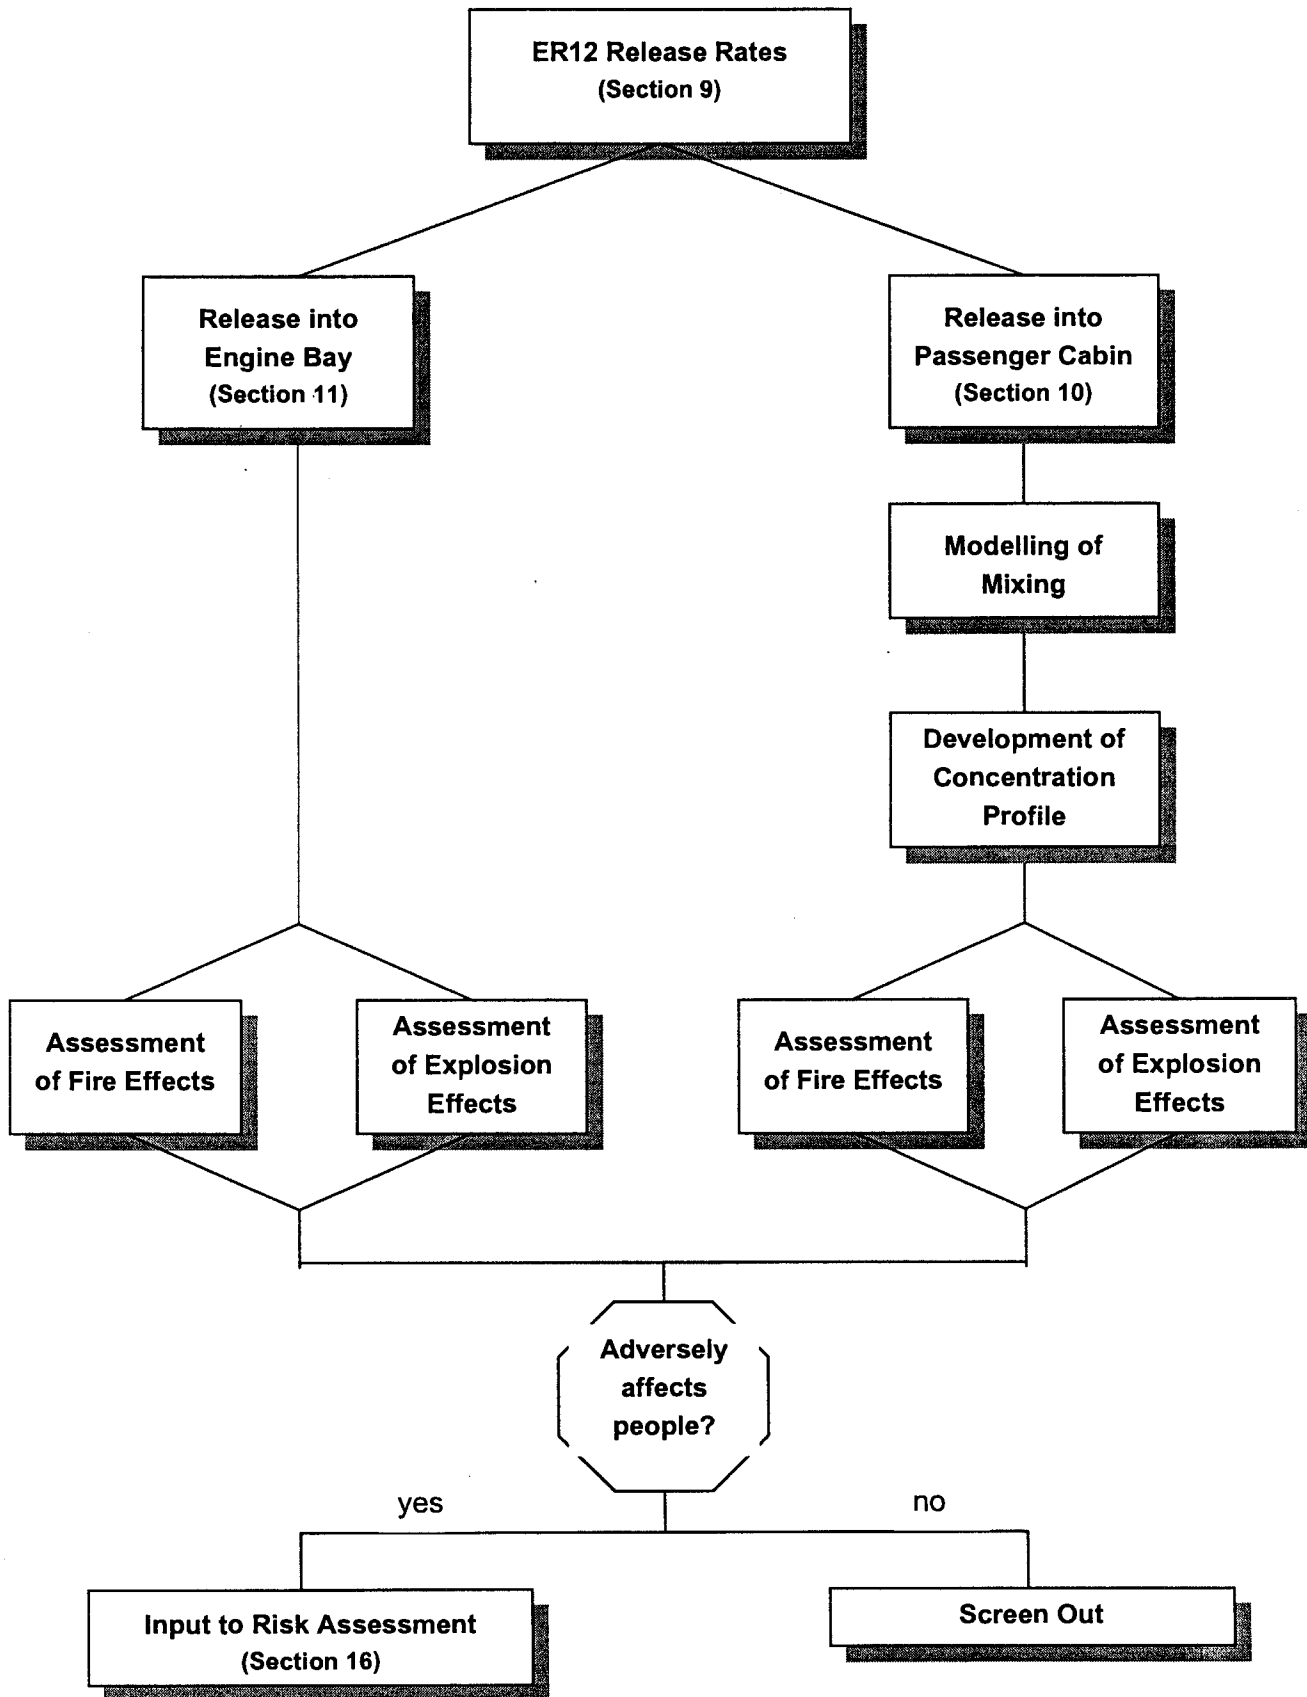 ER12 Release Rates
(Section 9)
Release into
Engine Bay
(Section 11)
Release into
Passenger Cabin
(Section 10)
Modelling of
Mixing
Development of
Concentration
Profile
Assessment
of Fire Effects
Assessment
of Explosion
Effects
Assessment
of Fire Effects
Assessment
of Explosion
Effects
Adversely
affects
people?
yes
no
Input to Risk Assessment
(Section 16)
Screen Out